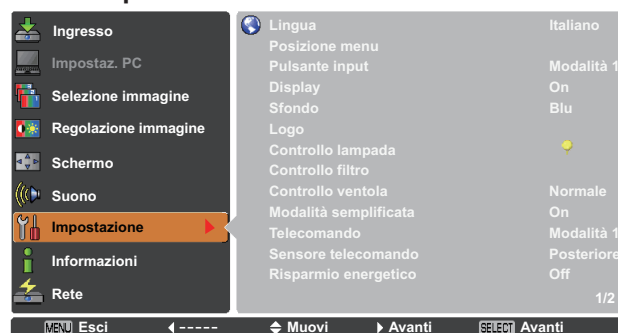 Ingresso
Impostaz. PC
Selezione immagine
Regolazione immagine
Schermo
Suono
Impostazione
Informazioni
Rete
Lingua Italiano
Posizione menu
Pulsante input Modalità 1
Display On
Sfondo Blu
Logo
Controllo lampada
Controllo filtro
Controllo ventola Normale
Modalità semplificata On
Telecomando Modalità 1
Sensore telecomando Posteriore
Risparmio energetico Off
1/2
MENU Esci ----- Muovi Avanti SELECT Avanti